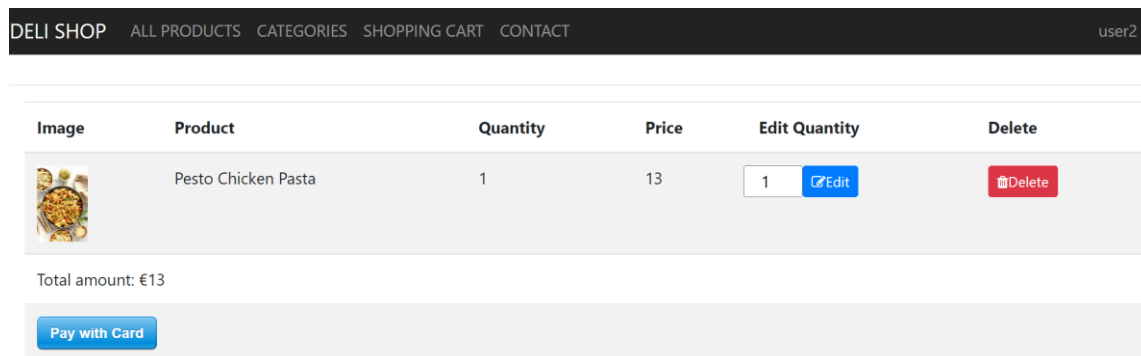 DELI SHOP ALL PRODUCTS CATEGORIES SHOPPING CART CONTACT user2
Image Product Quantity Price Edit Quantity Delete
Pesto Chicken Pasta 1 13 1 Edit Delete
Total amount: €13
Pay with Card